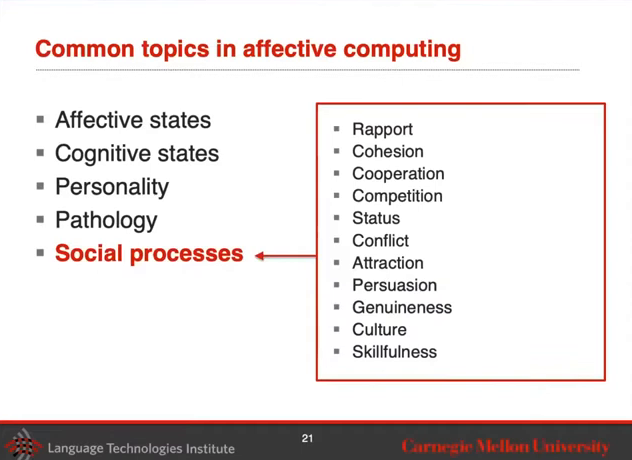 Common topics in affective computing
Affective states
Cognitive states
Personality
Pathology
Social processes
Rapport
Cohesion
Cooperation
Competition
Status
Conflict
Attraction
Persuasion
Genuineness
Culture
Skillfulness
Language Technologies Institute
21
Carnegie Mellon University